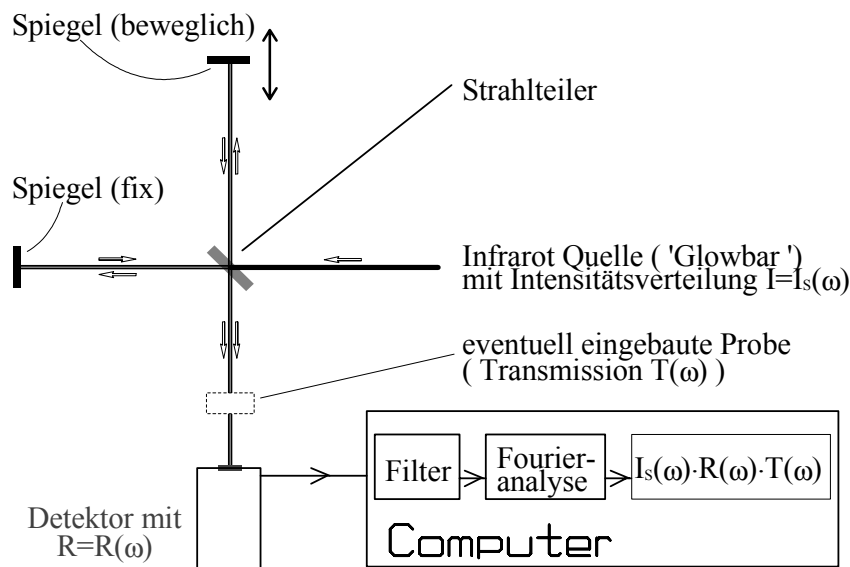 Spiegel (beweglich)
Strahlteiler
Spiegel (fix)
Infrarot Quelle ( 'Glowbar ')
mit Intensitätsverteilung I=Is(ω)
eventuell eingebaute Probe
( Transmission T(ω) )
Filter
Fourier-
analyse
Is(ω)·R(ω)·T(ω)
Detektor mit
R=R(ω)
Computer